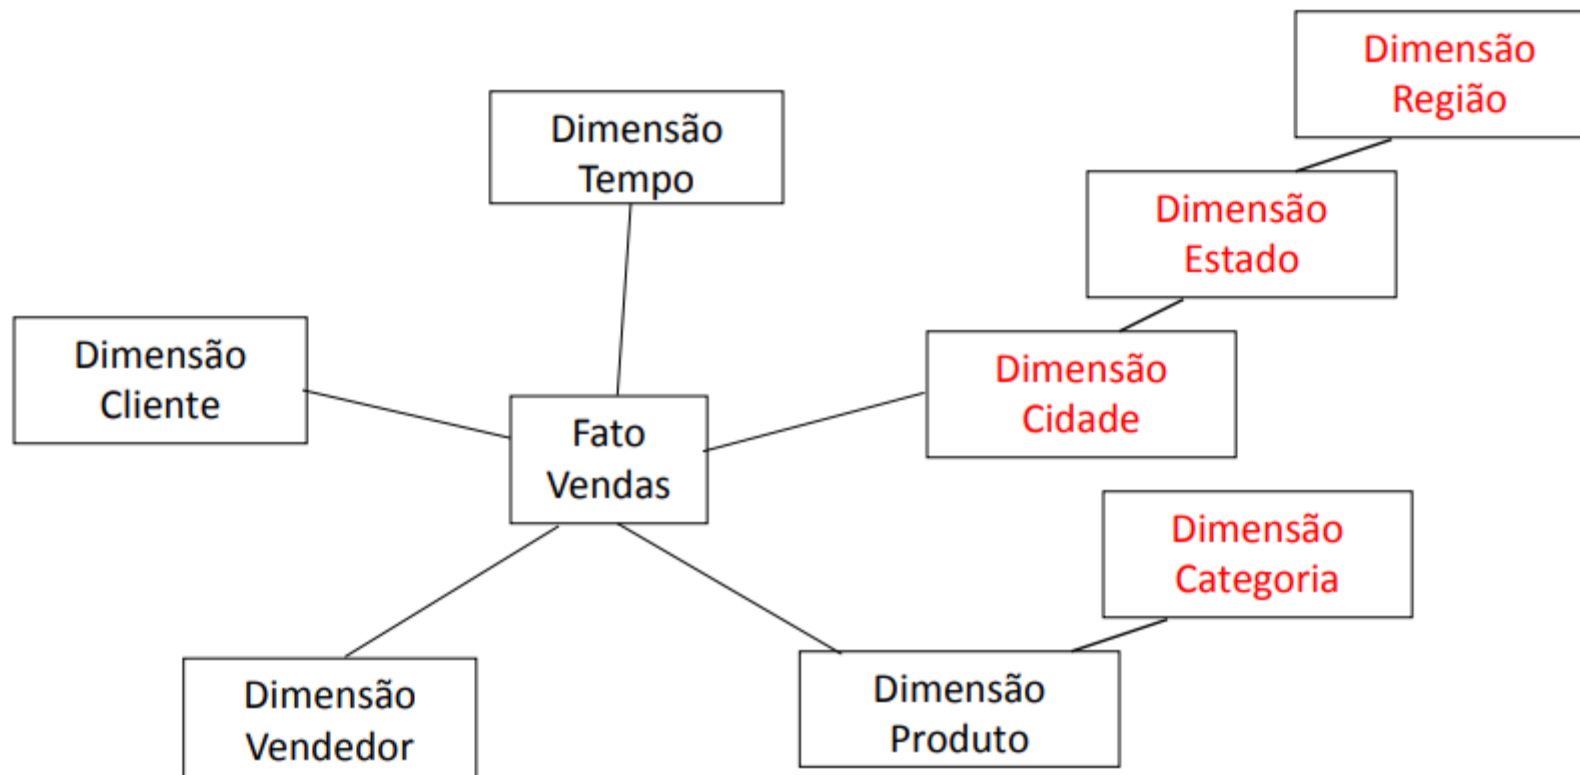 Dimensão
Região
Dimensão
Tempo
Dimensão
Estado
Dimensão
Cliente
Dimensão
Cidade
Fato
Vendas
Dimensão
Categoria
Dimensão
Vendedor
Dimensão
Produto